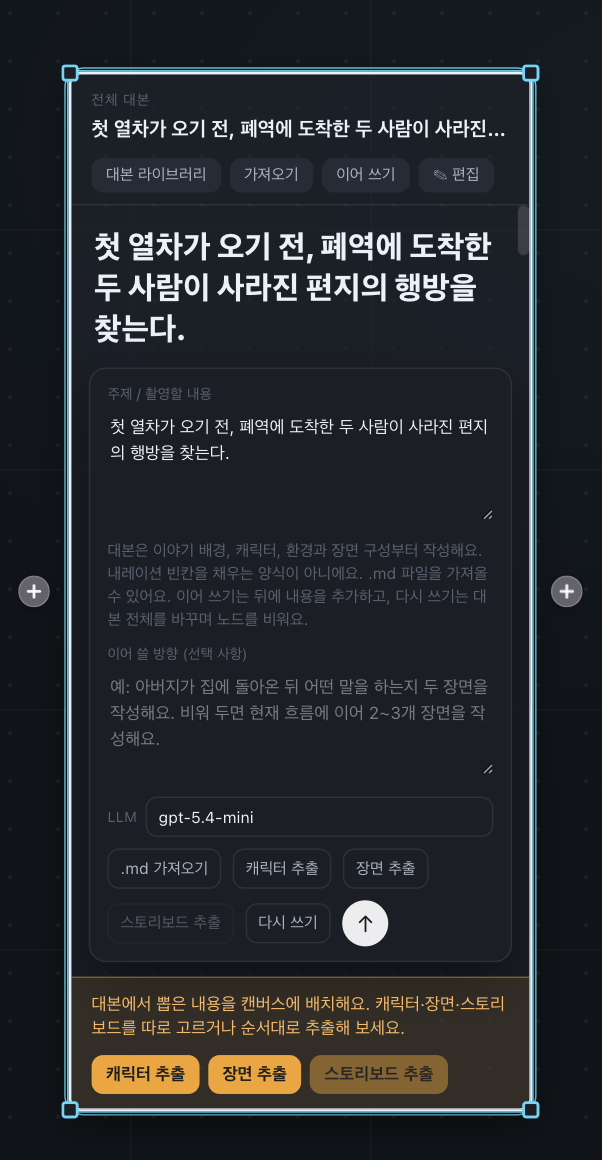 전체 대본
첫 열차가 오기 전, 폐역에 도착한 두 사람이 사라진...
대본 라이브러리 가져오기 이어 쓰기 ✎ 편집
첫 열차가 오기 전, 폐역에 도착한
두 사람이 사라진 편지의 행방을
찾는다.
주제 / 촬영할 내용
첫 열차가 오기 전, 폐역에 도착한 두 사람이 사라진 편지
의 행방을 찾는다.
대본은 이야기 배경, 캐릭터, 환경과 장면 구성부터 작성해요.
내레이션 빈칸을 채우는 양식이 아니에요. .md 파일을 가져올
수 있어요. 이어 쓰기는 뒤에 내용을 추가하고, 다시 쓰기는 대
본 전체를 바꾸며 노드를 비워요.
이어 쓸 방향 (선택 사항)
예: 아버지가 집에 돌아온 뒤 어떤 말을 하는지 두 장면을
작성해요. 비워 두면 현재 흐름에 이어 2~3개 장면을 작
성해요.
LLM gpt-5.4-mini
.md 가져오기 캐릭터 추출 장면 추출
스토리보드 추출 다시 쓰기
대본에서 뽑은 내용을 캔버스에 배치해요. 캐릭터·장면·스토리
보드를 따로 고르거나 순서대로 추출해 보세요.
캐릭터 추출 장면 추출 스토리보드 추출